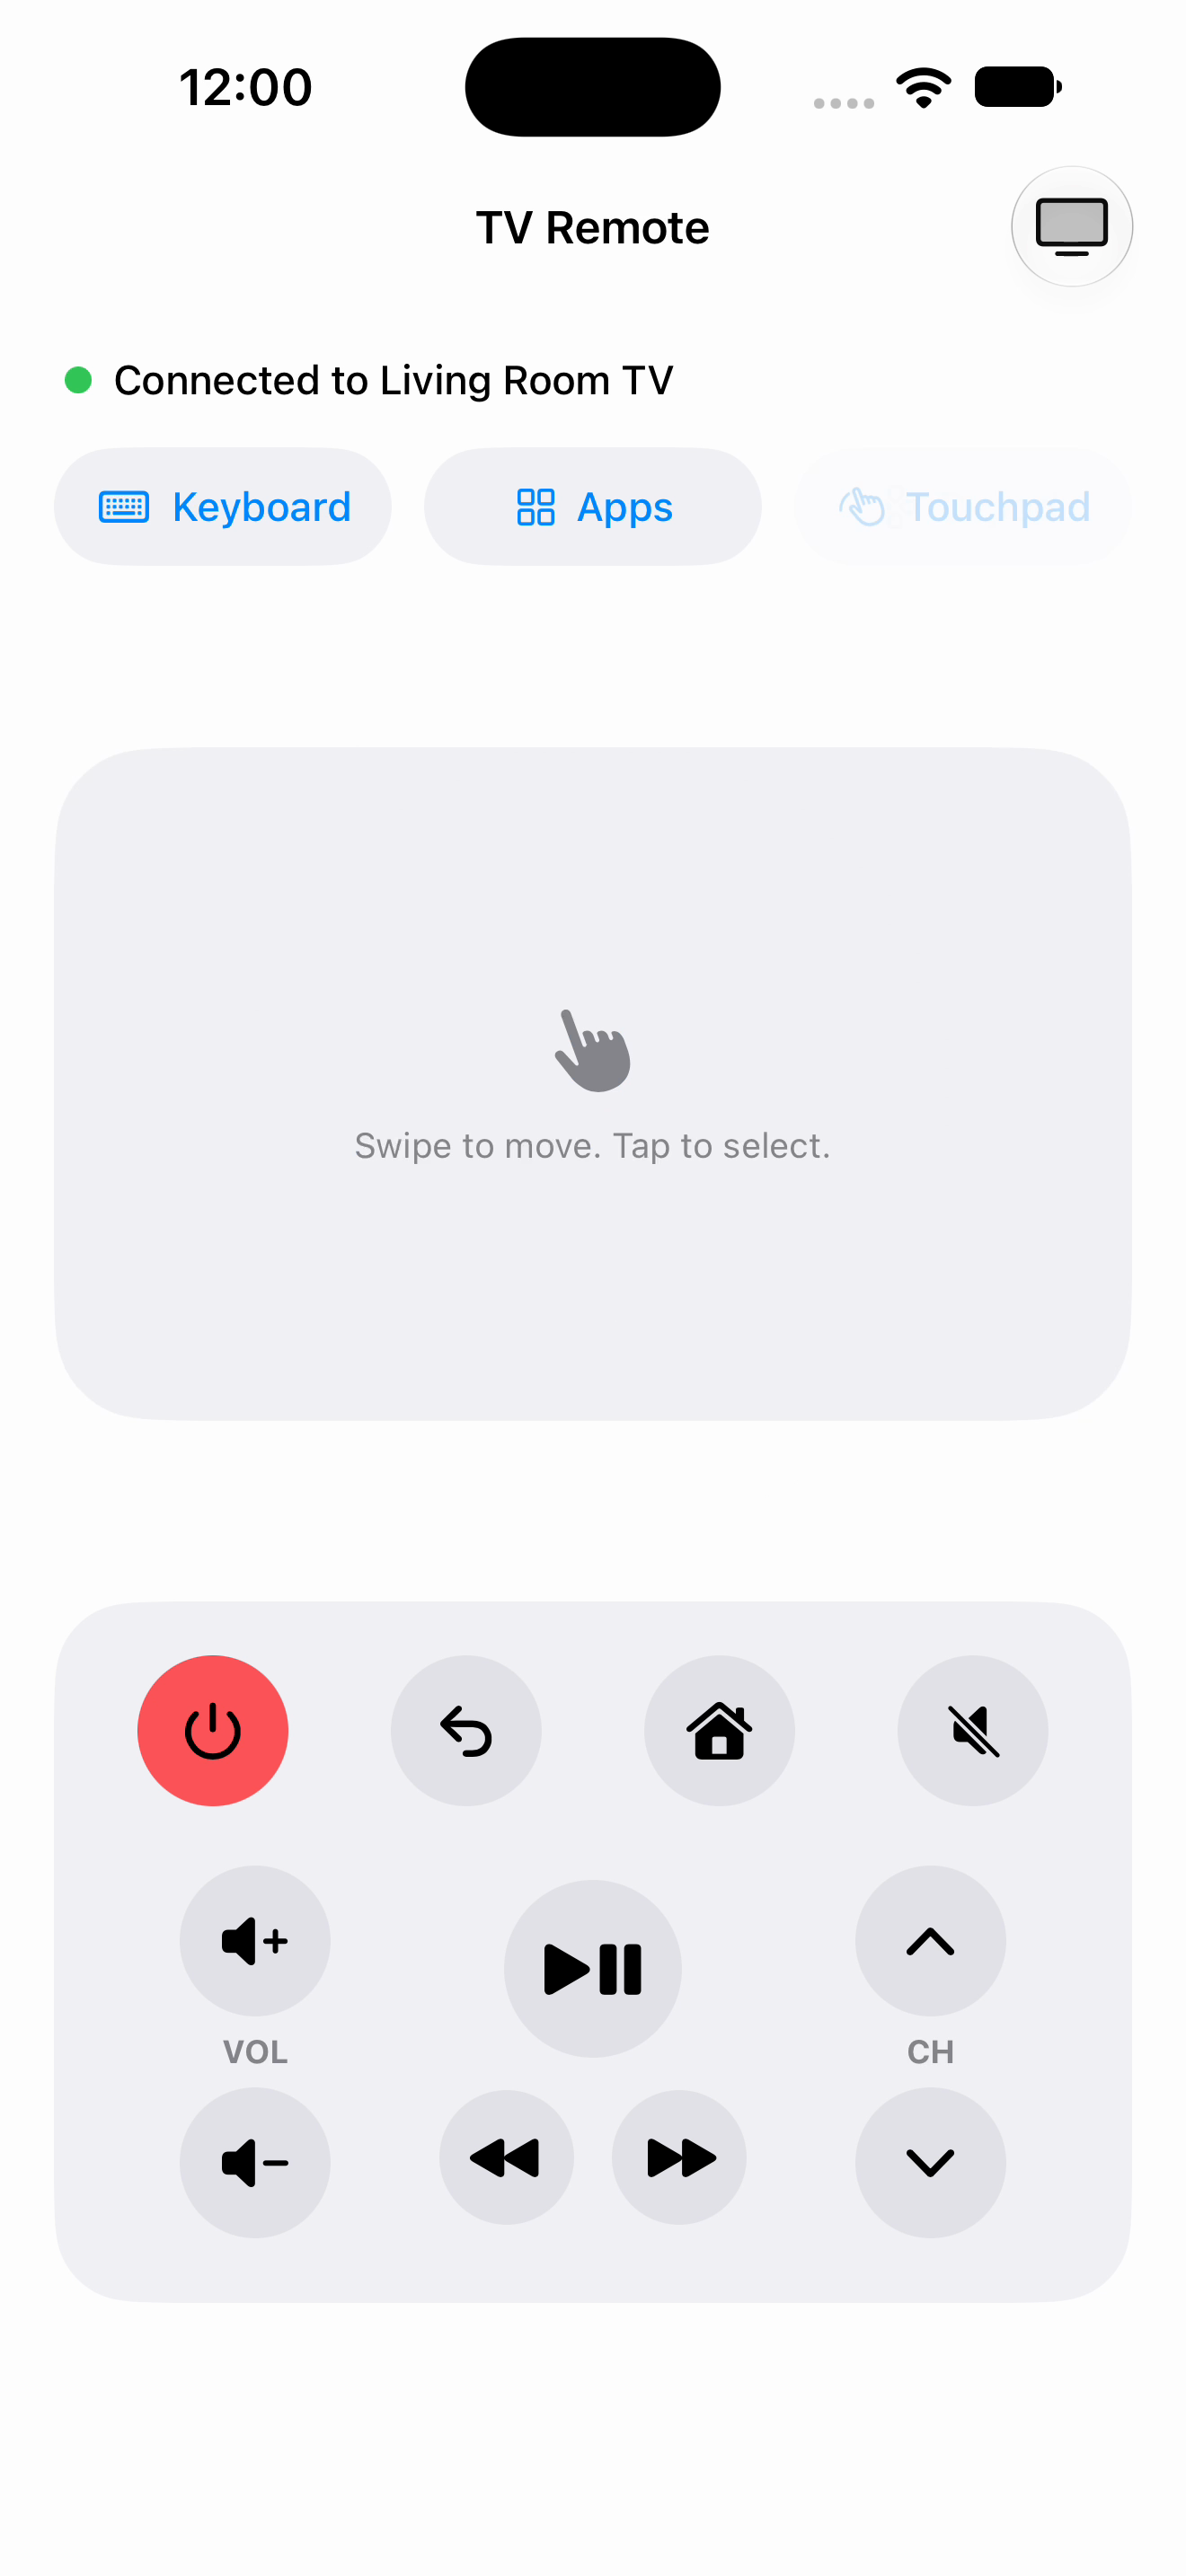 12:00
TV Remote
Connected to Living Room TV
Keyboard
Apps
Touchpad
Swipe to move. Tap to select.
VOL
CH